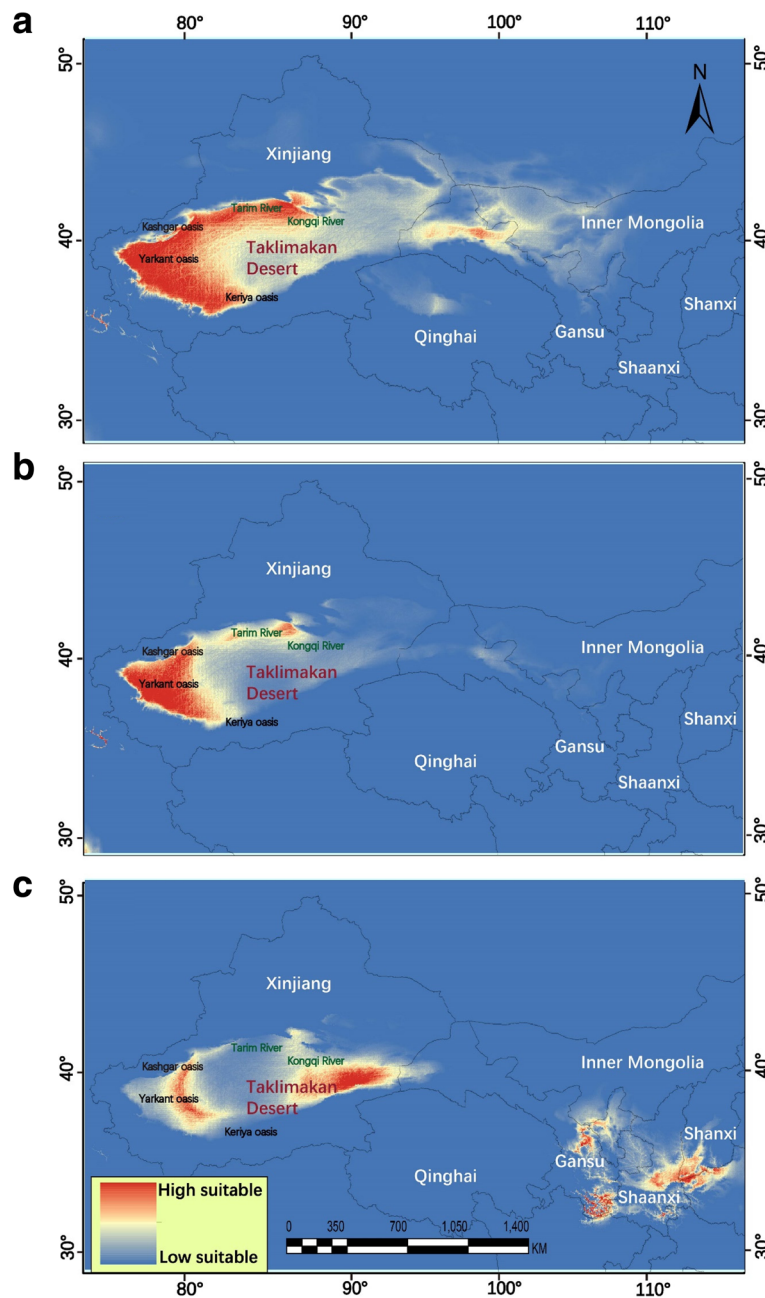 a
80° 90° 100° 110°
50° 50°
N
Xinjiang
Tarim River
Kashgar oasis Kongqi River Inner Mongolia
40° 40°
Yarkant oasis Taklimakan
Desert
Keriya oasis
Shanxi
Qinghai Gansu
Shaanxi
30° 30°
b
50° 50°
Xinjiang
Tarim River
Kashgar oasis Kongqi River Inner Mongolia
40° 40°
Yarkant oasis Taklimakan
Desert
Keriya oasis Shanxi
Qinghai Gansu
Shaanxi
30° 30°
c
50° 50°
Xinjiang
Tarim River
Kashgar oasis Kongqi River Inner Mongolia
40° 40°
Yarkant oasis Taklimakan
Desert
Keriya oasis Shanxi
Qinghai Gansu
Shaanxi
High suitable
0 350 700 1,050 1,400
KM
Low suitable
30° 30°
80° 90° 100° 110°